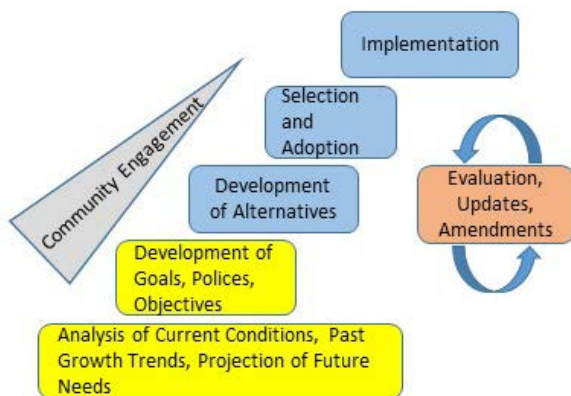 Implementation
Selection
and
Adoption
Community Engagement
Development
of Alternatives
Evaluation,
Updates,
Amendments
Development of
Goals, Polices,
Objectives
Analysis of Current Conditions, Past
Growth Trends, Projection of Future
Needs